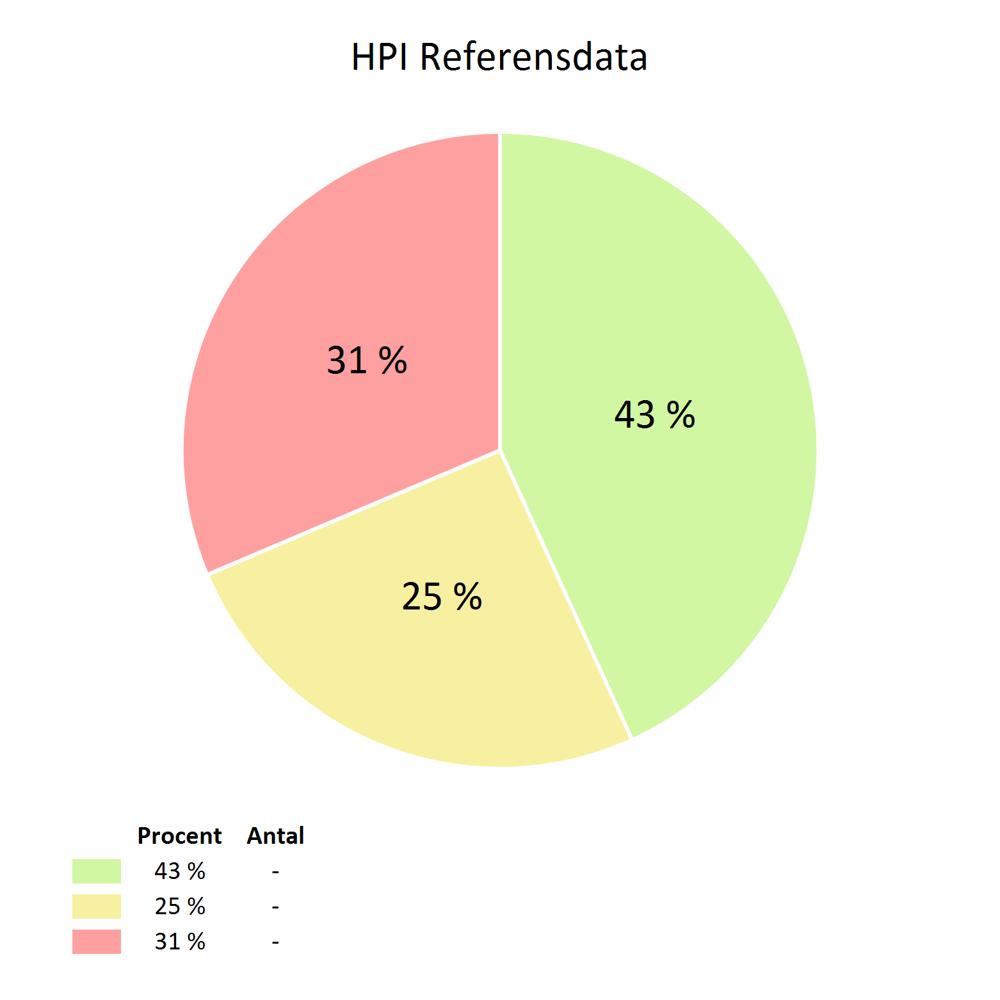 HPI Referensdata
31 %
43 %
25 %
Procent Antal
43 % -
25 % -
31 % -